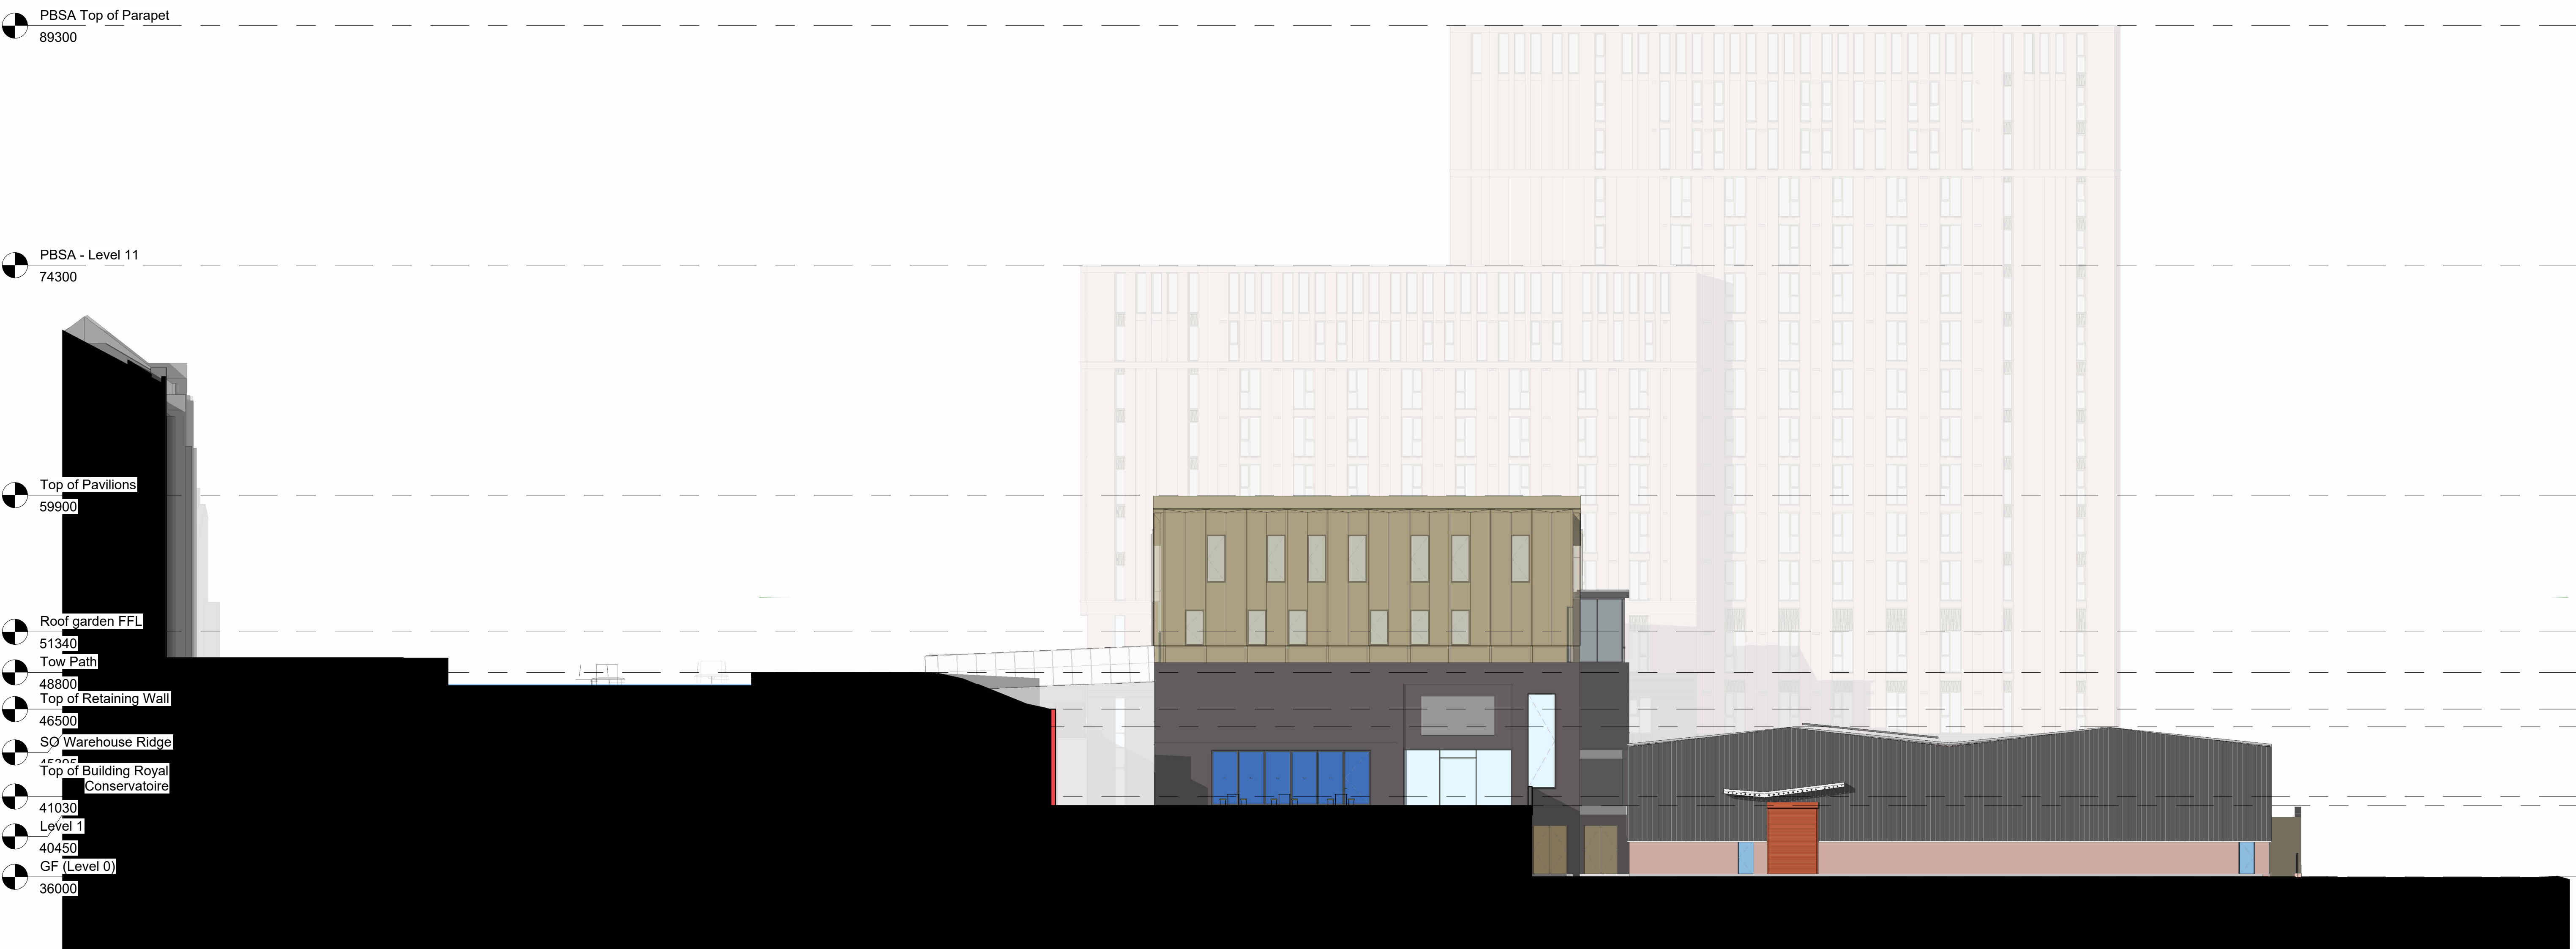 PBSA Top of Parapet
89300
PBSA - Level 11
74300
Top of Pavilions
59900
Roof garden FFL
51340
Tow Path
48800
Top of Retaining Wall
46500
SO Warehouse Ridge
Top of Building Royal
Conservatoire
41030
Level 1
40450
GF (Level 0)
36000